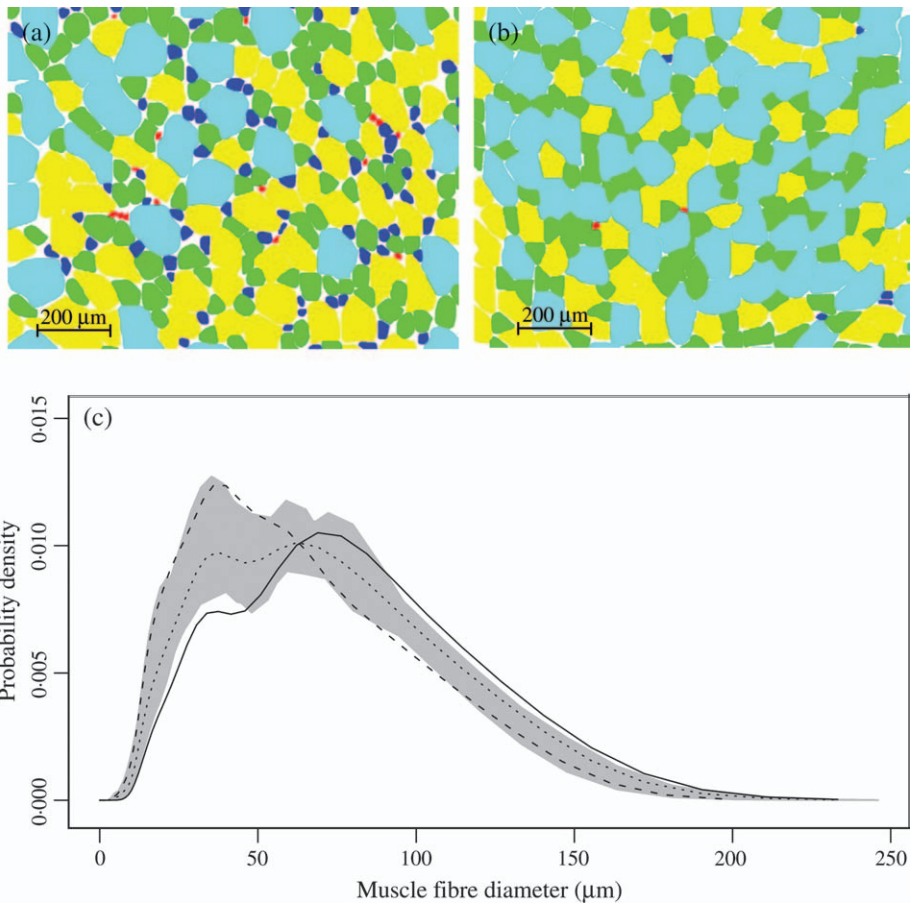 (a)
(b)
200 μm
200 μm
(c)
0·015
0·010
0·005
0·000
Probability density
0
50
100
150
200
250
Muscle fibre diameter (μm)